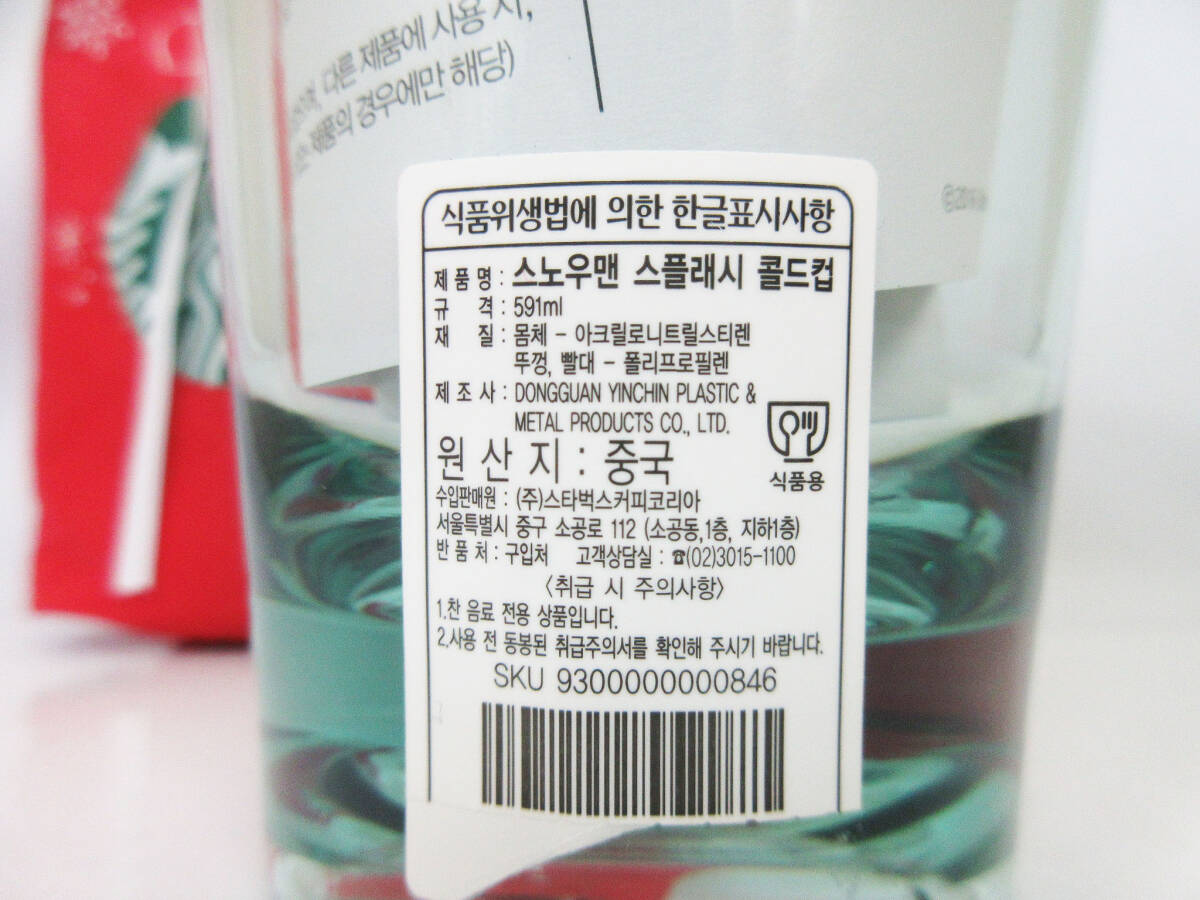 다른 제품에 사용 시,
제품의 경우에만 해당)
식품위생법에 의한 한글표시사항
제 품 명 : 스노우맨 스플래시 콜드컵
규 격 : 591ml
재 질 : 몸체 - 아크릴로니트릴스티렌
뚜껑, 빨대 - 폴리프로필렌
제 조 사 : DONGGUAN YINCHIN PLASTIC &
METAL PRODUCTS CO., LTD.
원 산 지 : 중국
식품용
수입판매원 : (주)스타벅스커피코리아
서울특별시 중구 소공로 112 (소공동,1층, 지하1층)
반 품 처 : 구입처 고객상담실 : ☎(02)3015-1100
〈취급 시 주의사항〉
1.찬 음료 전용 상품입니다.
2.사용 전 동봉된 취급주의서를 확인해 주시기 바랍니다.
SKU 9300000000846